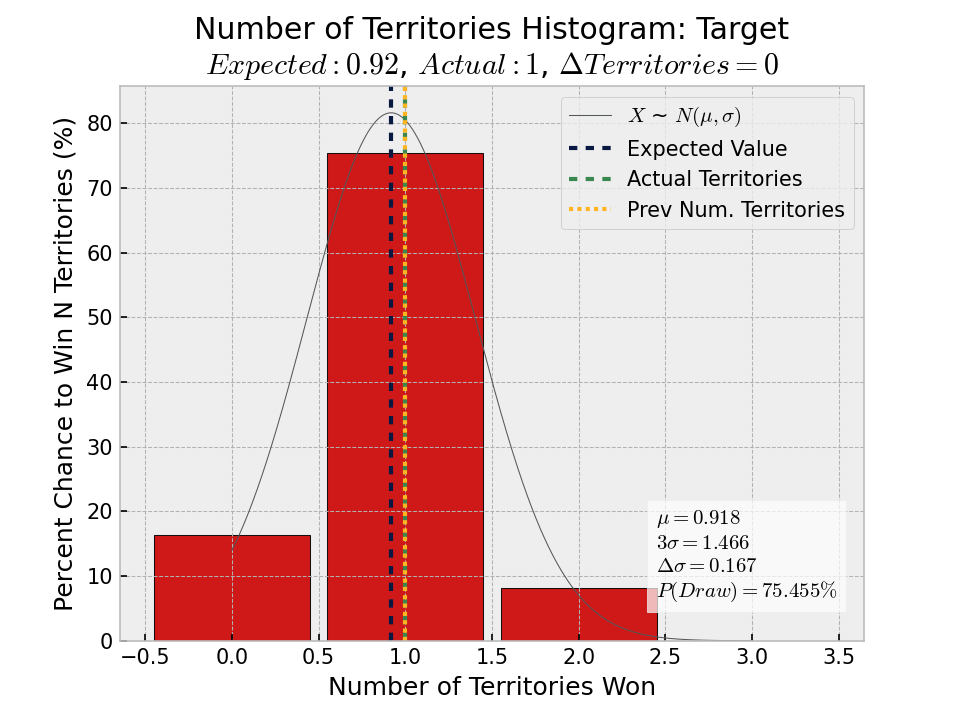 Number of Territories Histogram: Target
Expected : 0.92, Actual : 1, ΔTerritories = 0
Percent Chance to Win N Territories (%)
80
70
60
50
40
30
20
10
0
X ∼ N(μ, σ)
Expected Value
Actual Territories
Prev Num. Territories
μ = 0.918
3σ = 1.466
Δσ = 0.167
P(Draw) = 75.455%
−0.5 0.0 0.5 1.0 1.5 2.0 2.5 3.0 3.5
Number of Territories Won